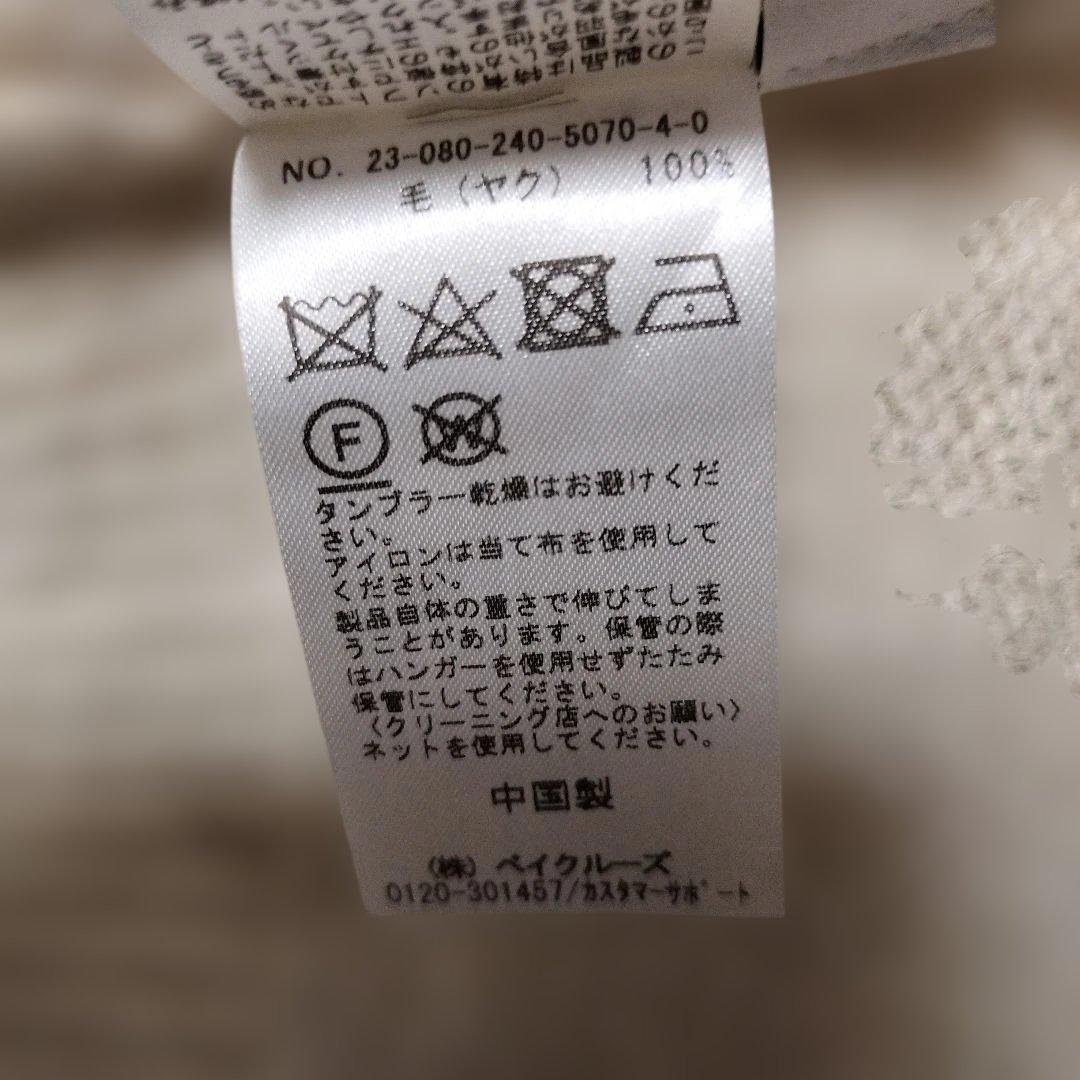 NO. 23-080-240-5070-4-0
毛（ヤク） 100%
F
W
タンブラー乾燥はお避けくだ
さい。
アイロンは当て布を使用して
ください。
製品自体の重さで伸びてしま
うことがあります。保管の際
はハンガーを使用せずたたみ
保管にしてください。
〈クリーニング店へのお願い〉
ネットを使用してください。
中国製
（株）ベイクルーズ
0120-301457/ｶｽﾀﾏｰｻﾎﾟｰﾄ